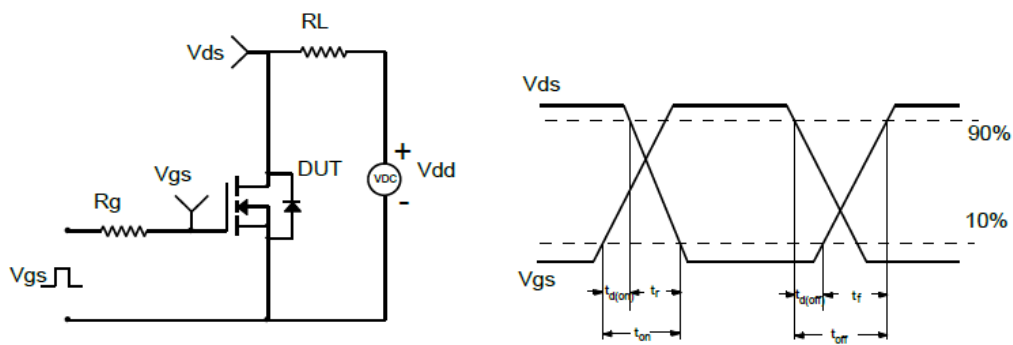 RL
Vds
Vgs
DUT
Rg
VDC
+
Vdd
-
Vgs
Vds
90%
10%
Vgs
td(on)
tr
td(off)
tf
ton
toff